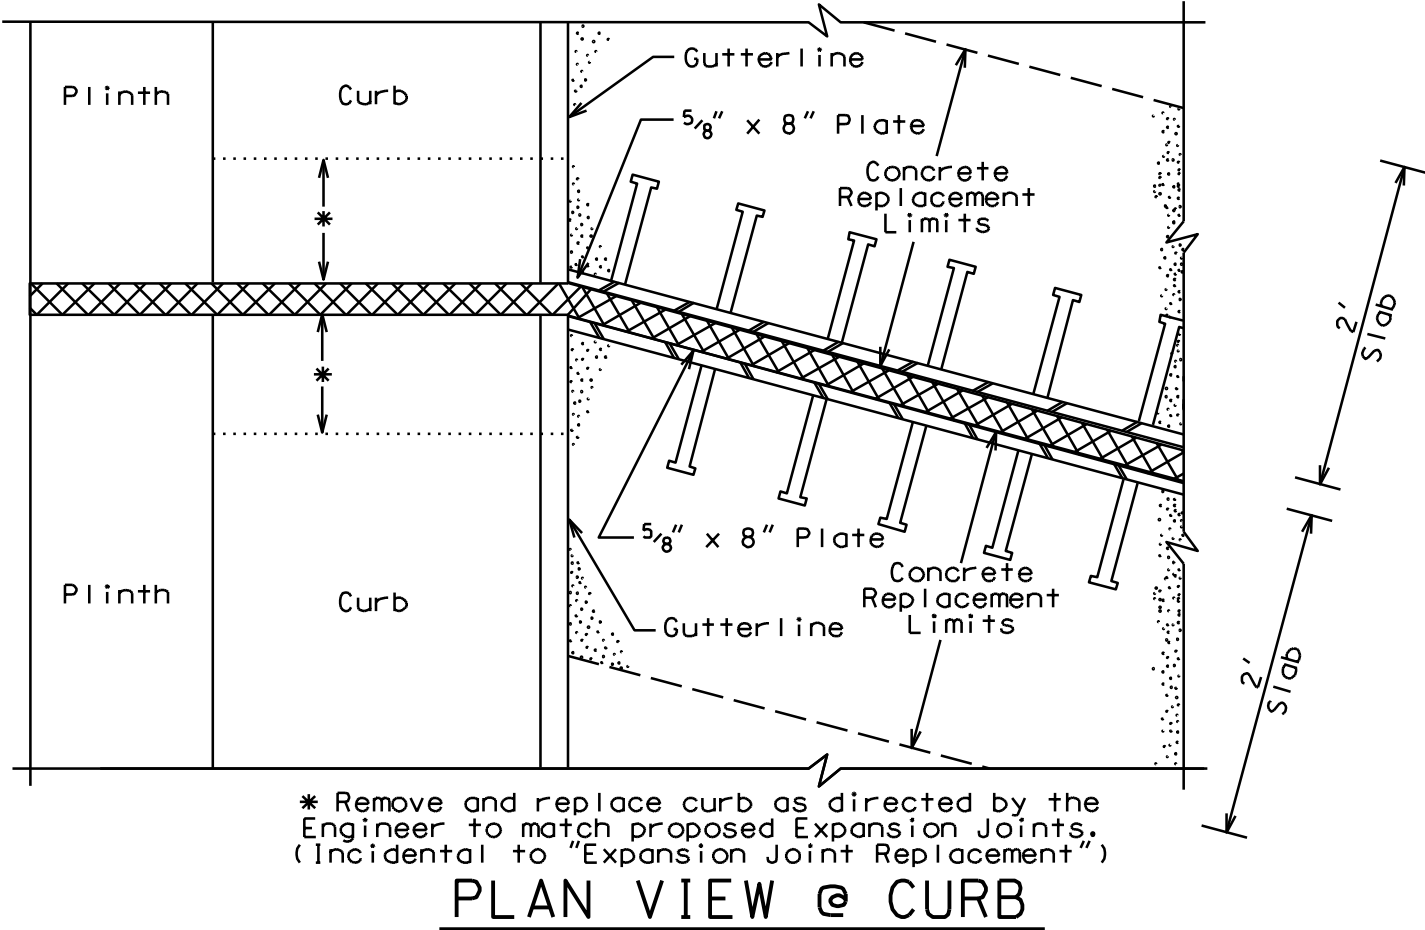 Gutterline
Plinth
Curb
5/8" x 8" Plate
Concrete
Replacement
Limits
*
2'
Slab
*
5/8" x 8" Plate
Concrete
Replacement
Limits
Plinth
Curb
Gutterline
2'
Slab
* Remove and replace curb as directed by the
Engineer to match proposed Expansion Joints.
(Incidental to "Expansion Joint Replacement")
PLAN VIEW @ CURB